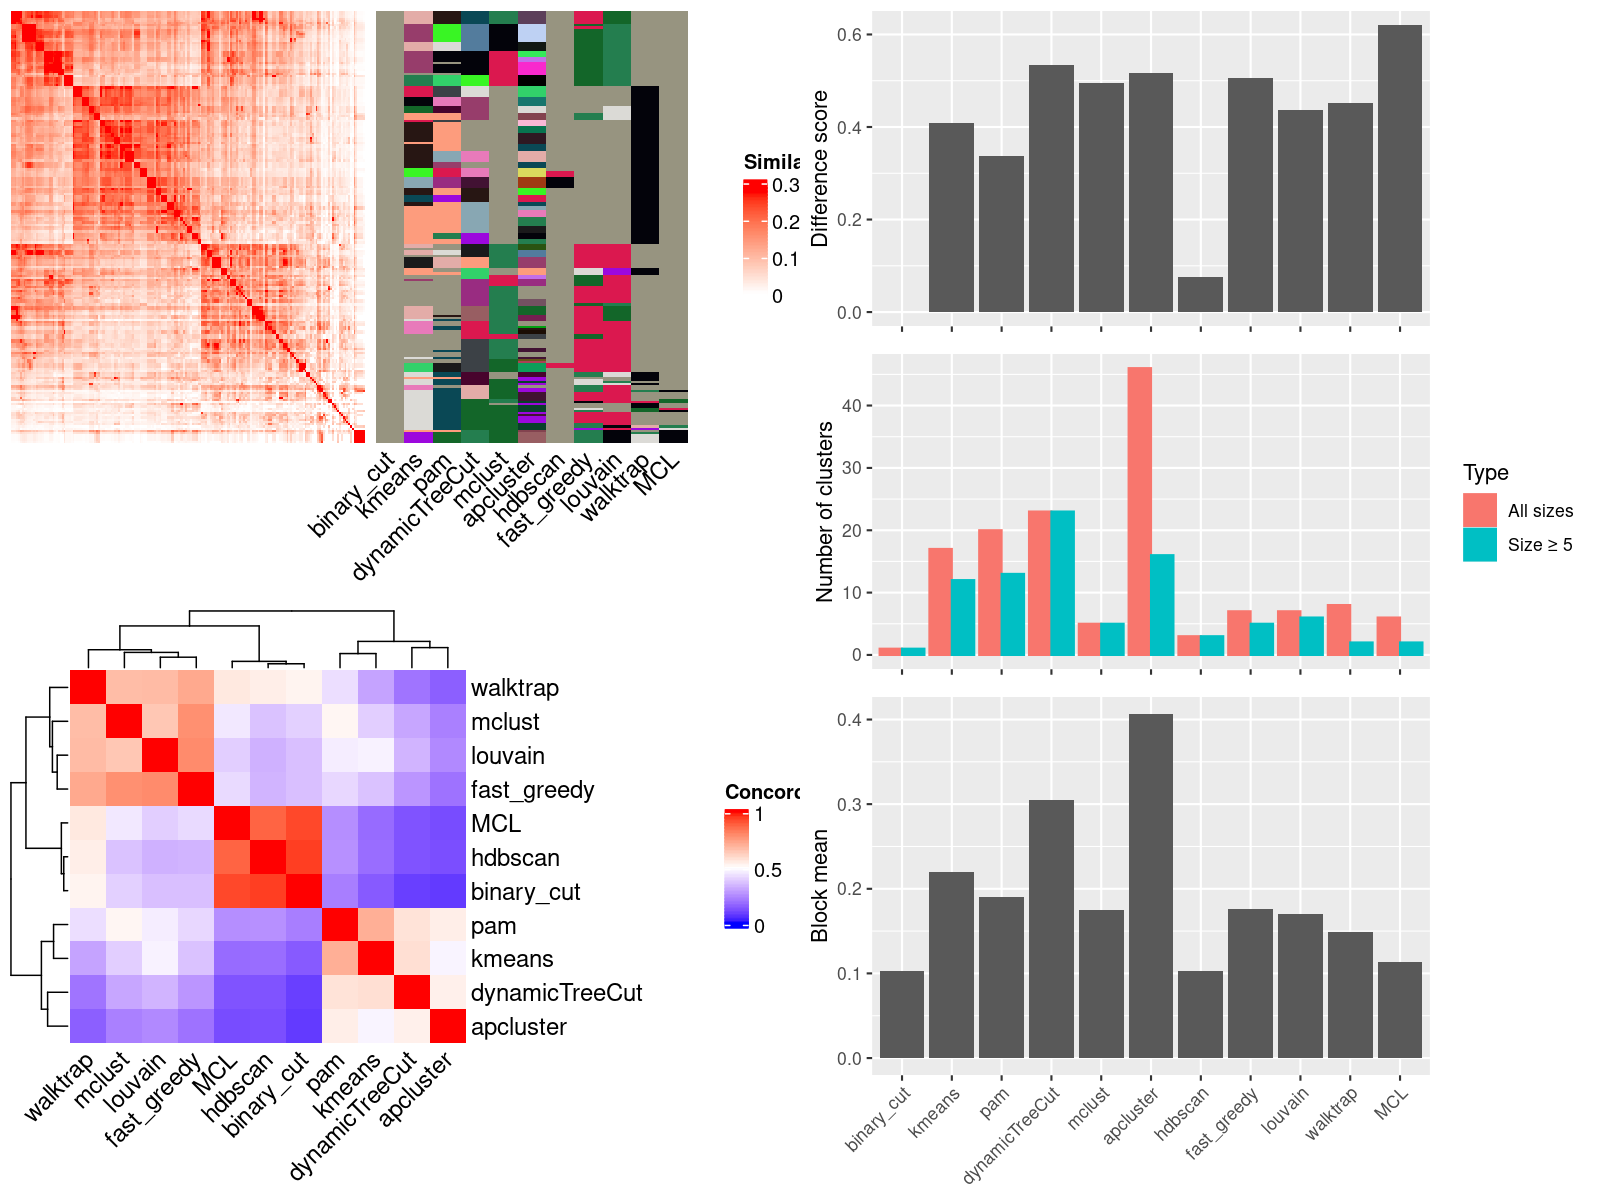 Simila
0.3
0.2
0.1
0
binary_cut
kmeans
pam
dynamicTreeCut
mclust
apcluster
hdbscan
fast_greedy
louvain
walktrap
MCL
walktrap
mclust
louvain
fast_greedy
MCL
hdbscan
binary_cut
pam
kmeans
dynamicTreeCut
apcluster
Concord
1
0.5
0
walktrap
mclust
louvain
fast_greedy
MCL
hdbscan
binary_cut
pam
kmeans
dynamicTreeCut
apcluster
Difference score
0.6
0.4
0.2
0.0
Number of clusters
40
30
20
10
0
Type
All sizes
Size ≥ 5
Block mean
0.4
0.3
0.2
0.1
0.0
binary_cut
kmeans
pam
dynamicTreeCut
mclust
apcluster
hdbscan
fast_greedy
louvain
walktrap
MCL